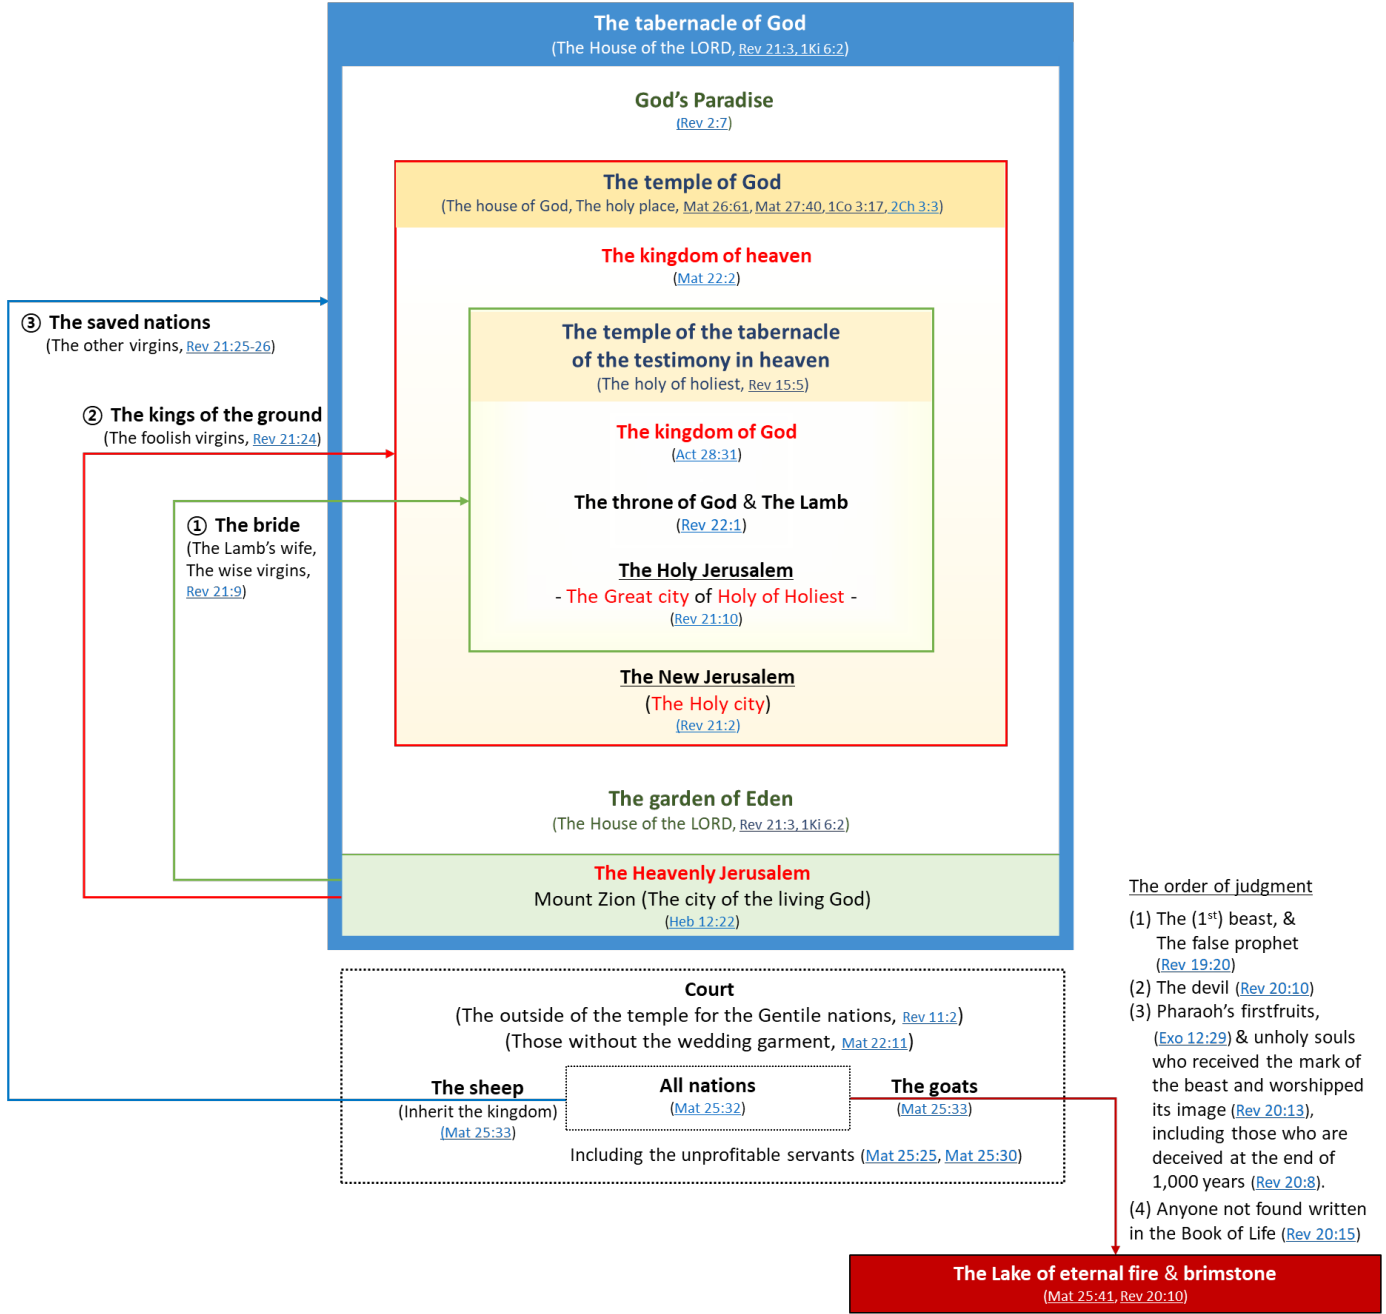 The tabernacle of God
(The House of the LORD, Rev 21:3, 1Ki 6:2)
God's Paradise
(Rev 2:7)
The temple of God
(The house of God, The holy place, Mat 26:61, Mat 27:40, 1Co 3:17, 2Ch 3:3)
The kingdom of heaven
(Mat 22:2)
The temple of the tabernacle
of the testimony in heaven
(The holy of holiest, Rev 15:5)
The kingdom of God
(Act 28:31)
The throne of God & The Lamb
(Rev 22:1)
The Holy Jerusalem
- The Great city of Holy of Holiest -
(Rev 21:10)
The New Jerusalem
(The Holy city)
(Rev 21:2)
The garden of Eden
(The House of the LORD, Rev 21:3, 1Ki 6:2)
The Heavenly Jerusalem
Mount Zion (The city of the living God)
(Heb 12:22)
③ The saved nations
(The other virgins, Rev 21:25-26)
② The kings of the ground
(The foolish virgins, Rev 21:24)
① The bride
(The Lamb's wife,
The wise virgins,
Rev 21:9)
Court
(The outside of the temple for the Gentile nations, Rev 11:2)
(Those without the wedding garment, Mat 22:11)
The sheep
(Inherit the kingdom)
(Mat 25:33)
All nations
(Mat 25:32)
The goats
(Mat 25:33)
Including the unprofitable servants (Mat 25:25, Mat 25:30)
The order of judgment
(1) The (1st) beast, &
The false prophet
(Rev 19:20)
(2) The devil (Rev 20:10)
(3) Pharaoh's firstfruits,
(Exo 12:29) & unholy souls
who received the mark of
the beast and worshipped
its image (Rev 20:13),
including those who are
deceived at the end of
1,000 years (Rev 20:8).
(4) Anyone not found written
in the Book of Life (Rev 20:15)
The Lake of eternal fire & brimstone
(Mat 25:41, Rev 20:10)